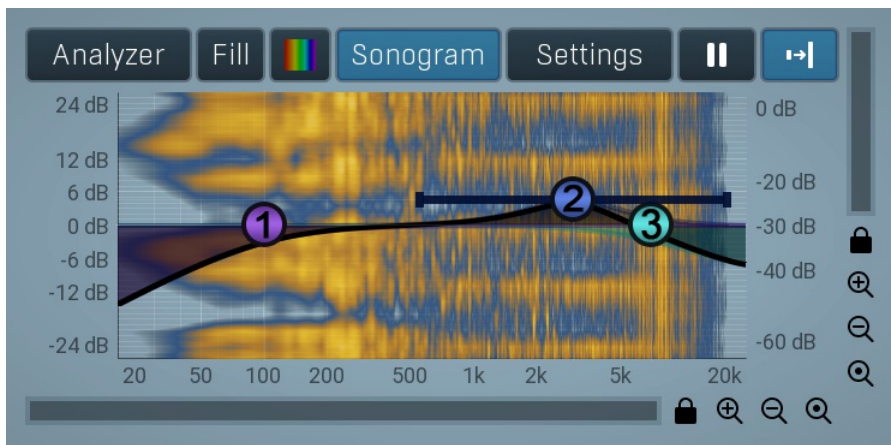 Analyzer Fill Sonogram Settings
24 dB 0 dB
12 dB
6 dB -20 dB
0 dB -30 dB
-6 dB -40 dB
-12 dB
-24 dB -60 dB
1 2 3
20 50 100 200 500 1k 2k 5k 20k